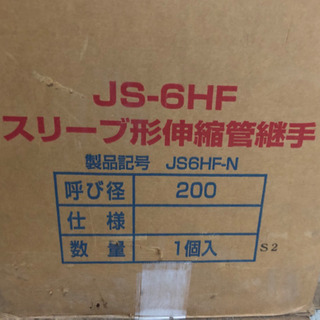 JS-6HF
スリーブ形伸縮管継手
製品記号 JS6HF-N
呼び径 200
仕様
数量 1個入
S2